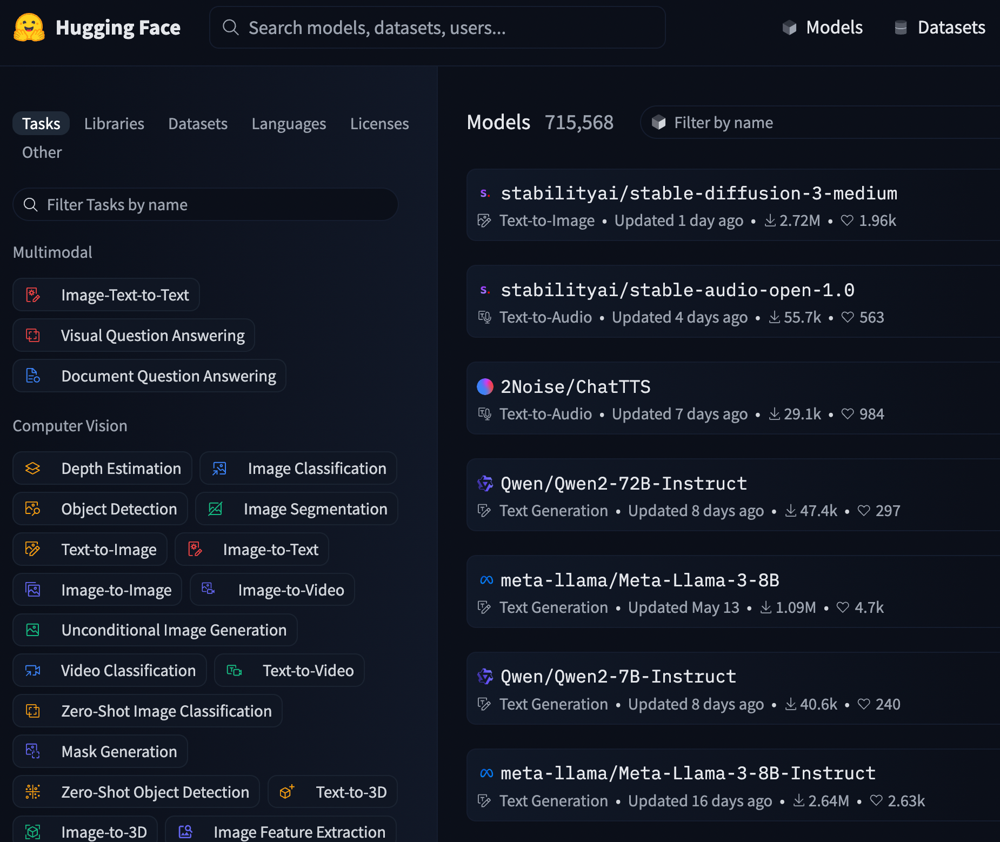 Hugging Face
Search models, datasets, users...
Models
Datasets
Tasks
Libraries
Datasets
Languages
Licenses
Other
Filter Tasks by name
Multimodal
Image-Text-to-Text
Visual Question Answering
Document Question Answering
Computer Vision
Depth Estimation
Image Classification
Object Detection
Image Segmentation
Text-to-Image
Image-to-Text
Image-to-Image
Image-to-Video
Unconditional Image Generation
Video Classification
Text-to-Video
Zero-Shot Image Classification
Mask Generation
Zero-Shot Object Detection
Text-to-3D
Image-to-3D
Image Feature Extraction
Models 715,568
Filter by name
s. stabilityai/stable-diffusion-3-medium
Text-to-Image • Updated 1 day ago • 2.72M • 1.96k
s. stabilityai/stable-audio-open-1.0
Text-to-Audio • Updated 4 days ago • 55.7k • 563
2Noise/ChatTTS
Text-to-Audio • Updated 7 days ago • 29.1k • 984
Qwen/Qwen2-72B-Instruct
Text Generation • Updated 8 days ago • 47.4k • 297
meta-llama/Meta-Llama-3-8B
Text Generation • Updated May 13 • 1.09M • 4.7k
Qwen/Qwen2-7B-Instruct
Text Generation • Updated 8 days ago • 40.6k • 240
meta-llama/Meta-Llama-3-8B-Instruct
Text Generation • Updated 16 days ago • 2.64M • 2.63k